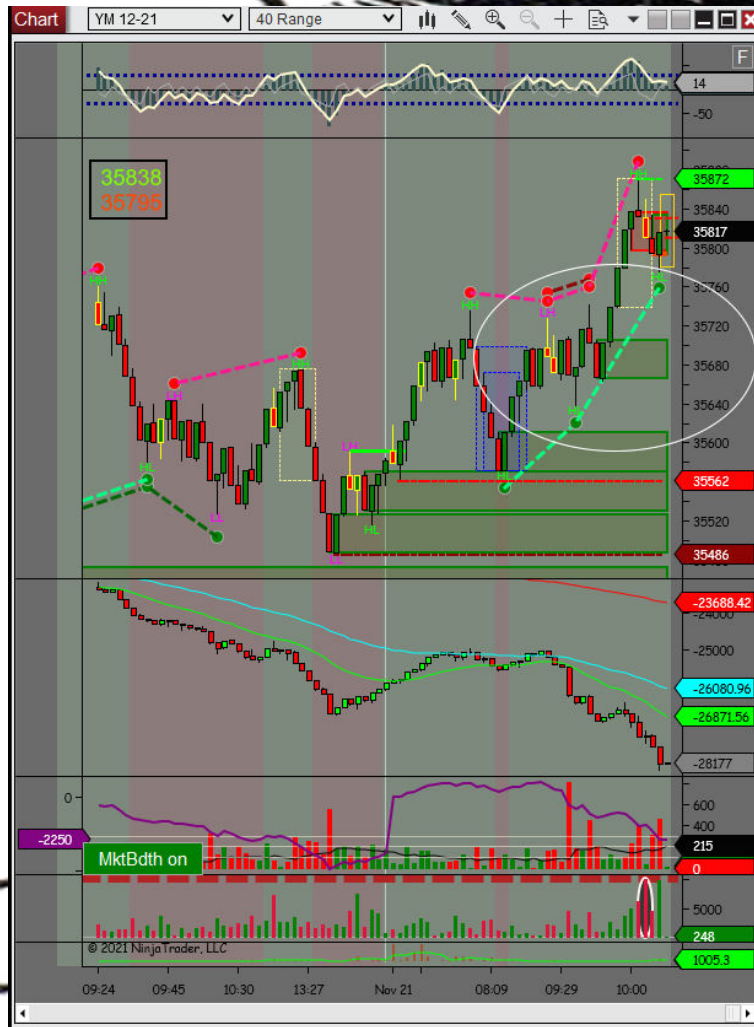 Chart YM 12-21 40 Range
F
14
-50
35838
35795
35872
35840
35817
35800
35760
35720
35680
35640
35600
35562
35520
35486
HH
HH
HH
HH
LH
LH
LH
HL
HL
HL
HL
HL
LL
LL
-23688.42
-24000
-25000
-26080.96
-26871.56
-28177
0
600
400
-2250
215
MktBdth on
0
5000
248
© 2021 NinjaTrader, LLC
1005.3
09:24 09:45 10:30 13:27 Nov 21 08:09 09:29 10:00